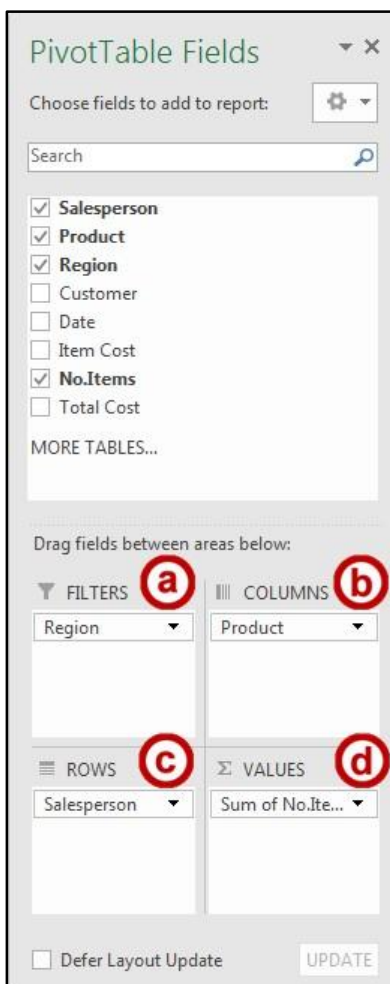 PivotTable Fields
Choose fields to add to report:
Search
Salesperson
Product
Region
Customer
Date
Item Cost
No.Items
Total Cost
MORE TABLES...
Drag fields between areas below:
FILTERS a
COLUMNS b
Region
Product
ROWS c
Σ VALUES d
Salesperson
Sum of No.Ite...
Defer Layout Update
UPDATE